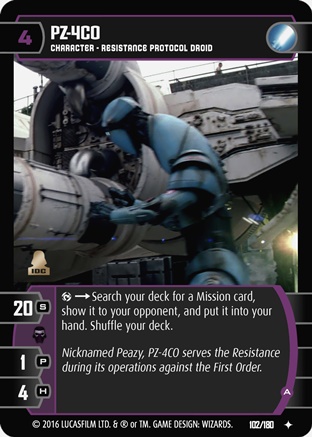 4
PZ-4CO
CHARACTER - RESISTANCE PROTOCOL DROID
IDC
20 S
Search your deck for a Mission card,
show it to your opponent, and put it into your
hand. Shuffle your deck.
1 P
Nicknamed Peazy, PZ-4CO serves the Resistance
during its operations against the First Order.
4 H
A
© 2016 LUCASFILM LTD. & ® OR TM. GAME DESIGN: WIZARDS.
102/180